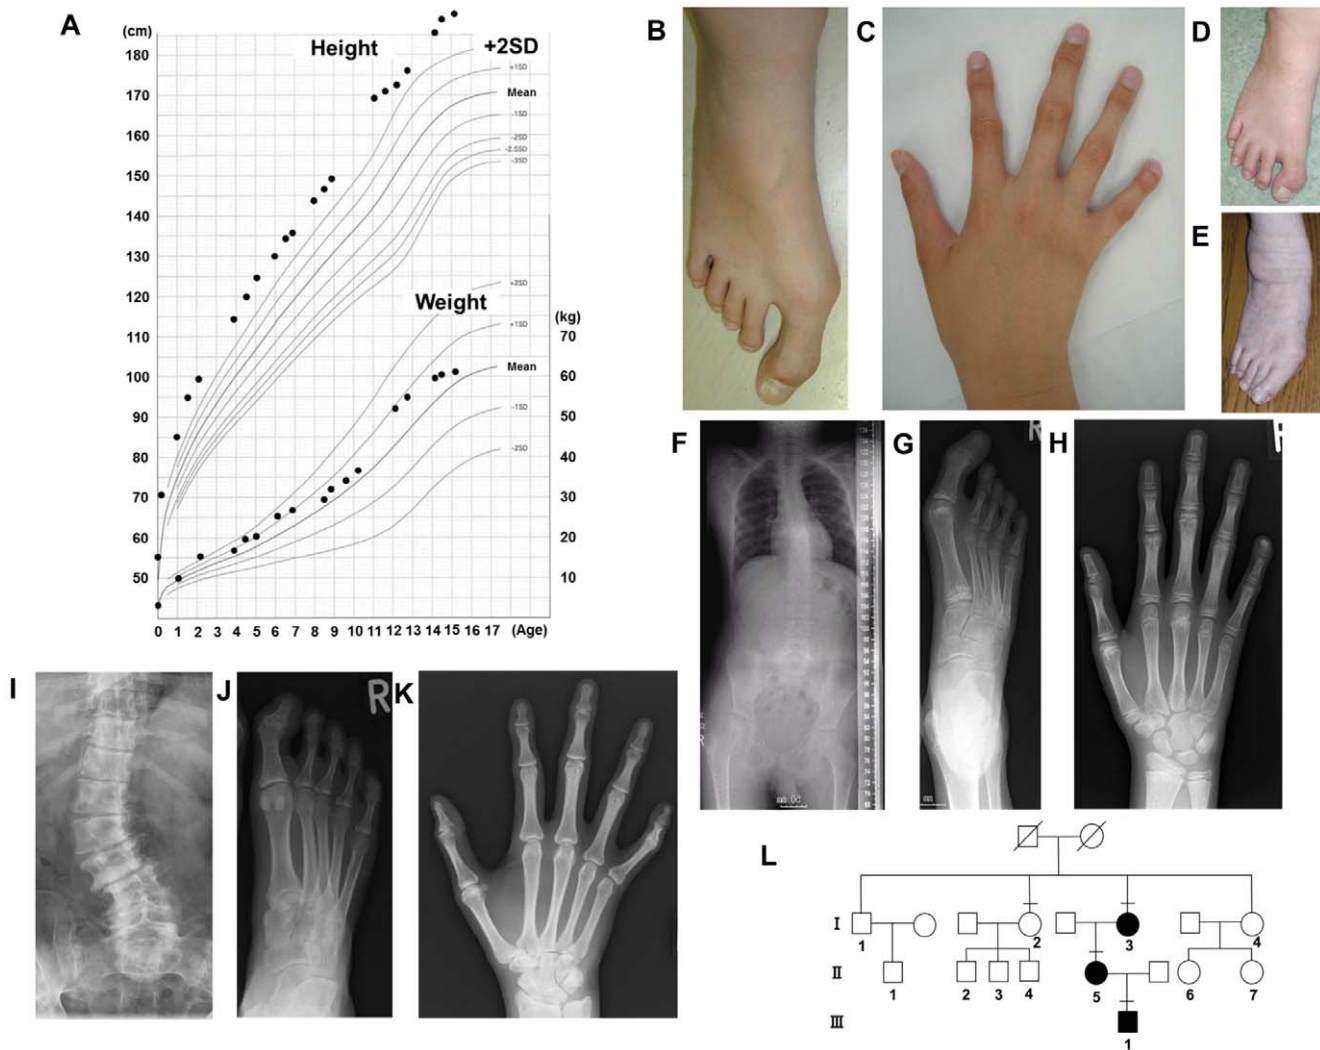 A
(cm)
Height
+2SD
180
+1SD
170
Mean
160
-1SD
150
-2SD
-2.5SD
-3SD
140
130
120
+2SD
Weight
(kg)
110
+1SD
70
100
Mean
60
90
50
-1SD
80
40
-2SD
70
30
60
20
50
10
0 1 2 3 4 5 6 7 8 9 10 11 12 13 14 15 16 17 (Age)
B
C
D
E
F
R
G
R
H
I
J
R
K
L
I
1
2
3
4
II
1
2
3
4
5
6
7
III
1